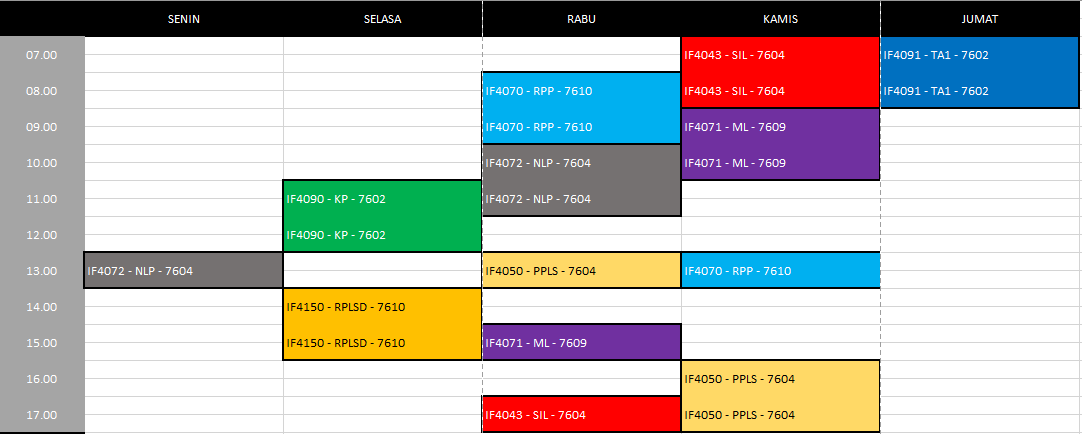 SENIN SELASA RABU KAMIS JUMAT
07.00 IF4043 - SIL - 7604 IF4091 - TA1 - 7602
08.00 IF4070 - RPP - 7610 IF4043 - SIL - 7604 IF4091 - TA1 - 7602
09.00 IF4070 - RPP - 7610 IF4071 - ML - 7609
10.00 IF4072 - NLP - 7604 IF4071 - ML - 7609
11.00 IF4090 - KP - 7602 IF4072 - NLP - 7604
12.00 IF4090 - KP - 7602
13.00 IF4072 - NLP - 7604 IF4050 - PPLS - 7604 IF4070 - RPP - 7610
14.00 IF4150 - RPLSD - 7610
15.00 IF4150 - RPLSD - 7610 IF4071 - ML - 7609
16.00 IF4050 - PPLS - 7604
17.00 IF4043 - SIL - 7604 IF4050 - PPLS - 7604